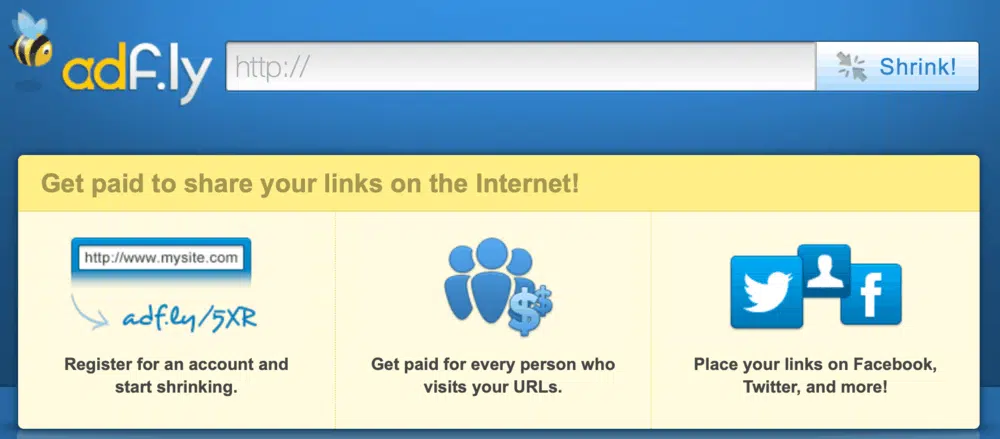 adf.ly
http://
Shrink!
Get paid to share your links on the Internet!
http://www.mysite.com
adf.ly/5XR
Register for an account and
start shrinking.
$$
Get paid for every person who
visits your URLs.
f
Place your links on Facebook,
Twitter, and more!